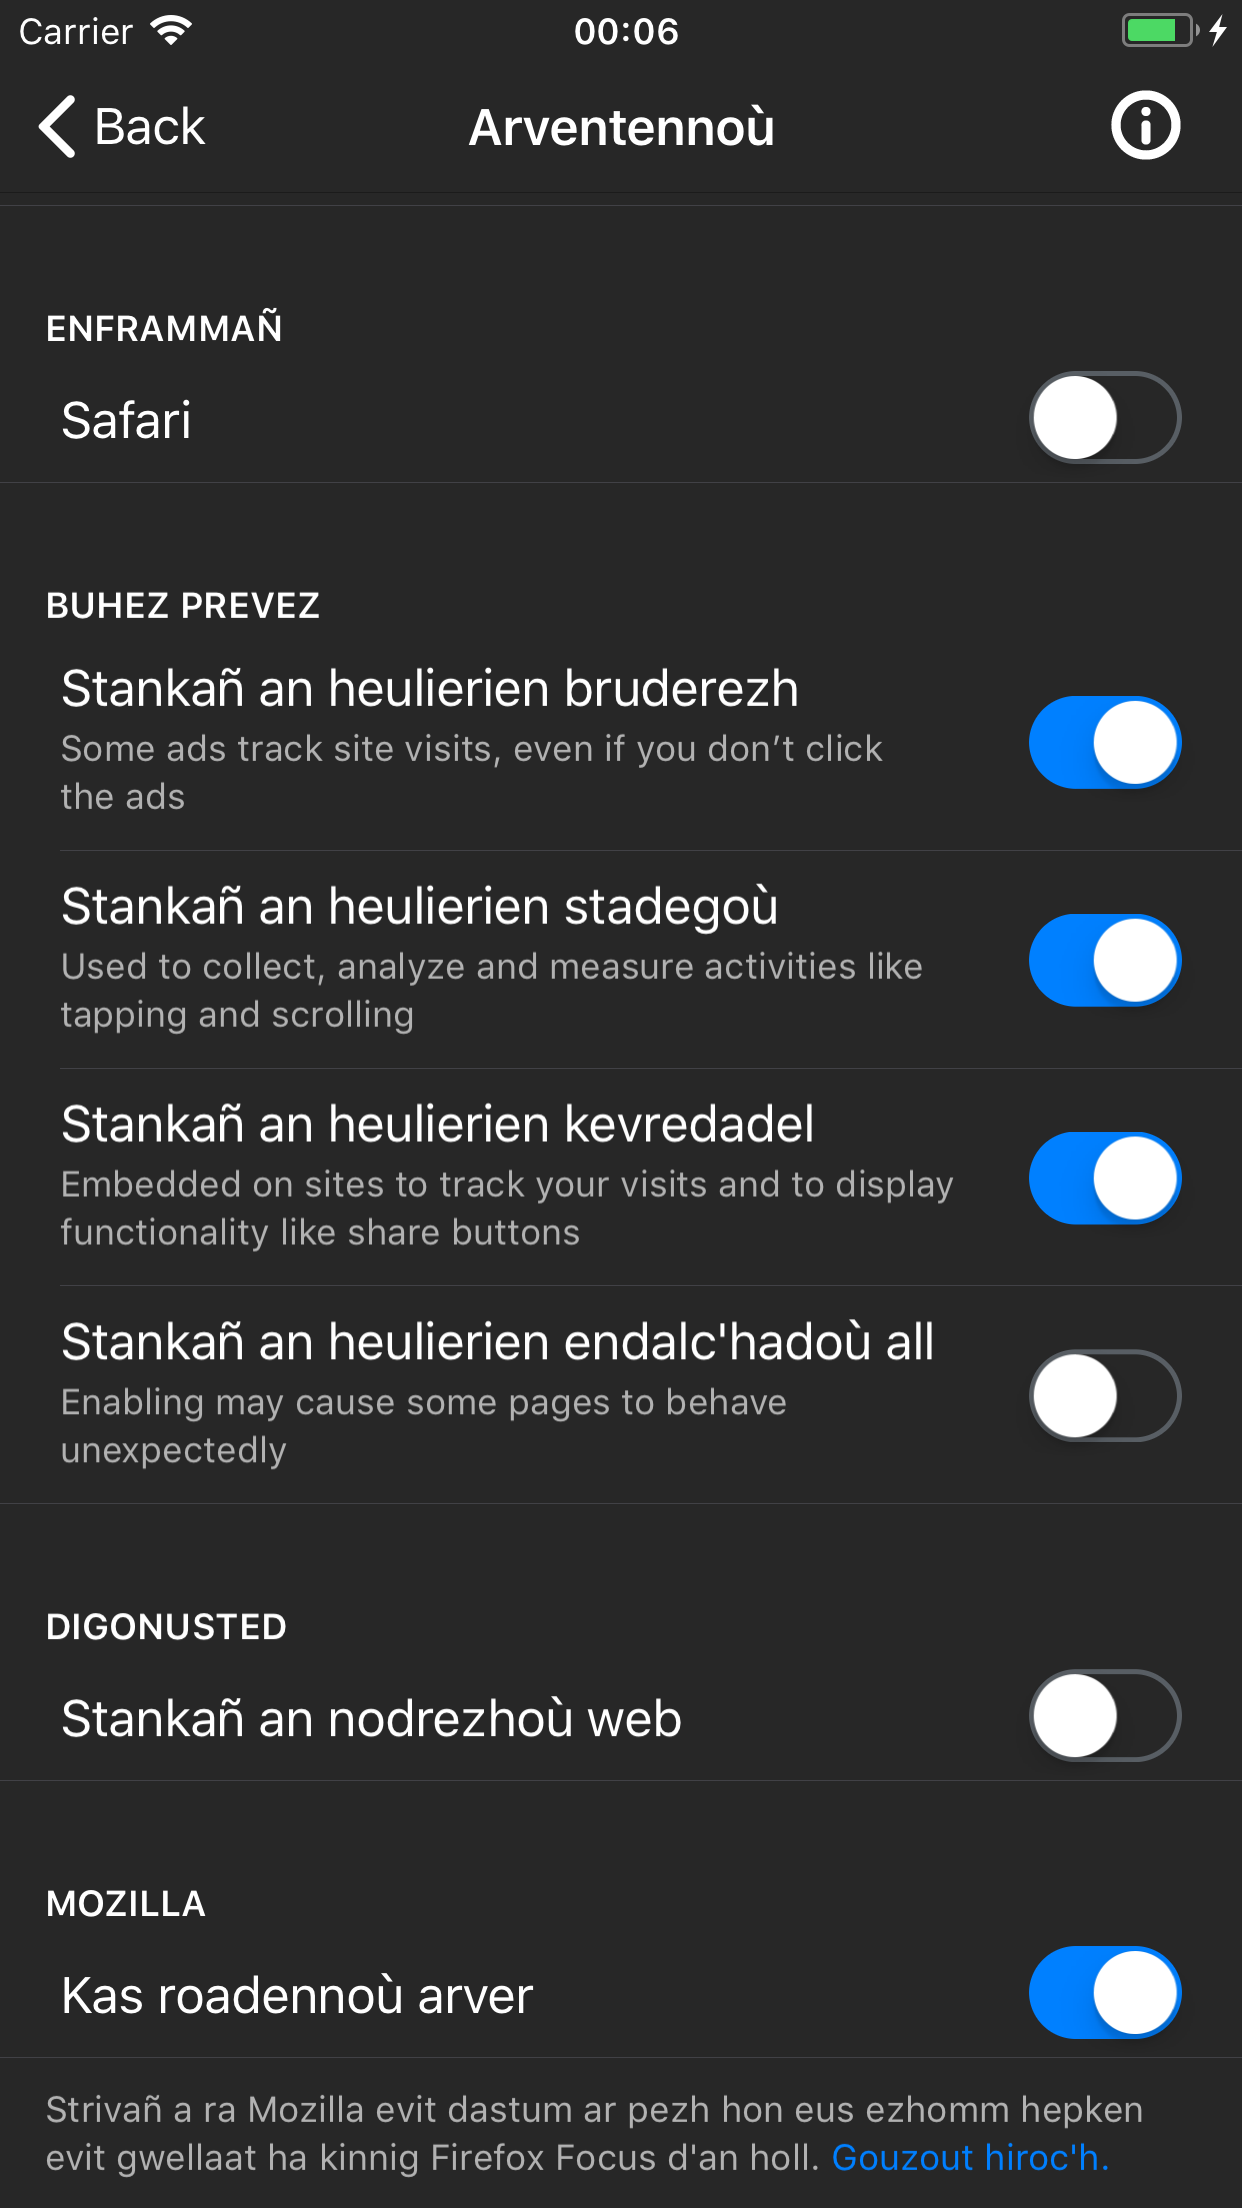 Carrier
00:06
Back
Arventennoù
ENFRAMMAÑ
Safari
BUHEZ PREVEZ
Stankañ an heulierien bruderezh
Some ads track site visits, even if you don’t click
the ads
Stankañ an heulierien stadegoù
Used to collect, analyze and measure activities like
tapping and scrolling
Stankañ an heulierien kevredadel
Embedded on sites to track your visits and to display
functionality like share buttons
Stankañ an heulierien endalc'hadoù all
Enabling may cause some pages to behave
unexpectedly
DIGONUSTED
Stankañ an nodrezhoù web
MOZILLA
Kas roadennoù arver
Strivañ a ra Mozilla evit dastum ar pezh hon eus ezhomm hepken
evit gwellaat ha kinnig Firefox Focus d'an holl. Gouzout hiroc'h.